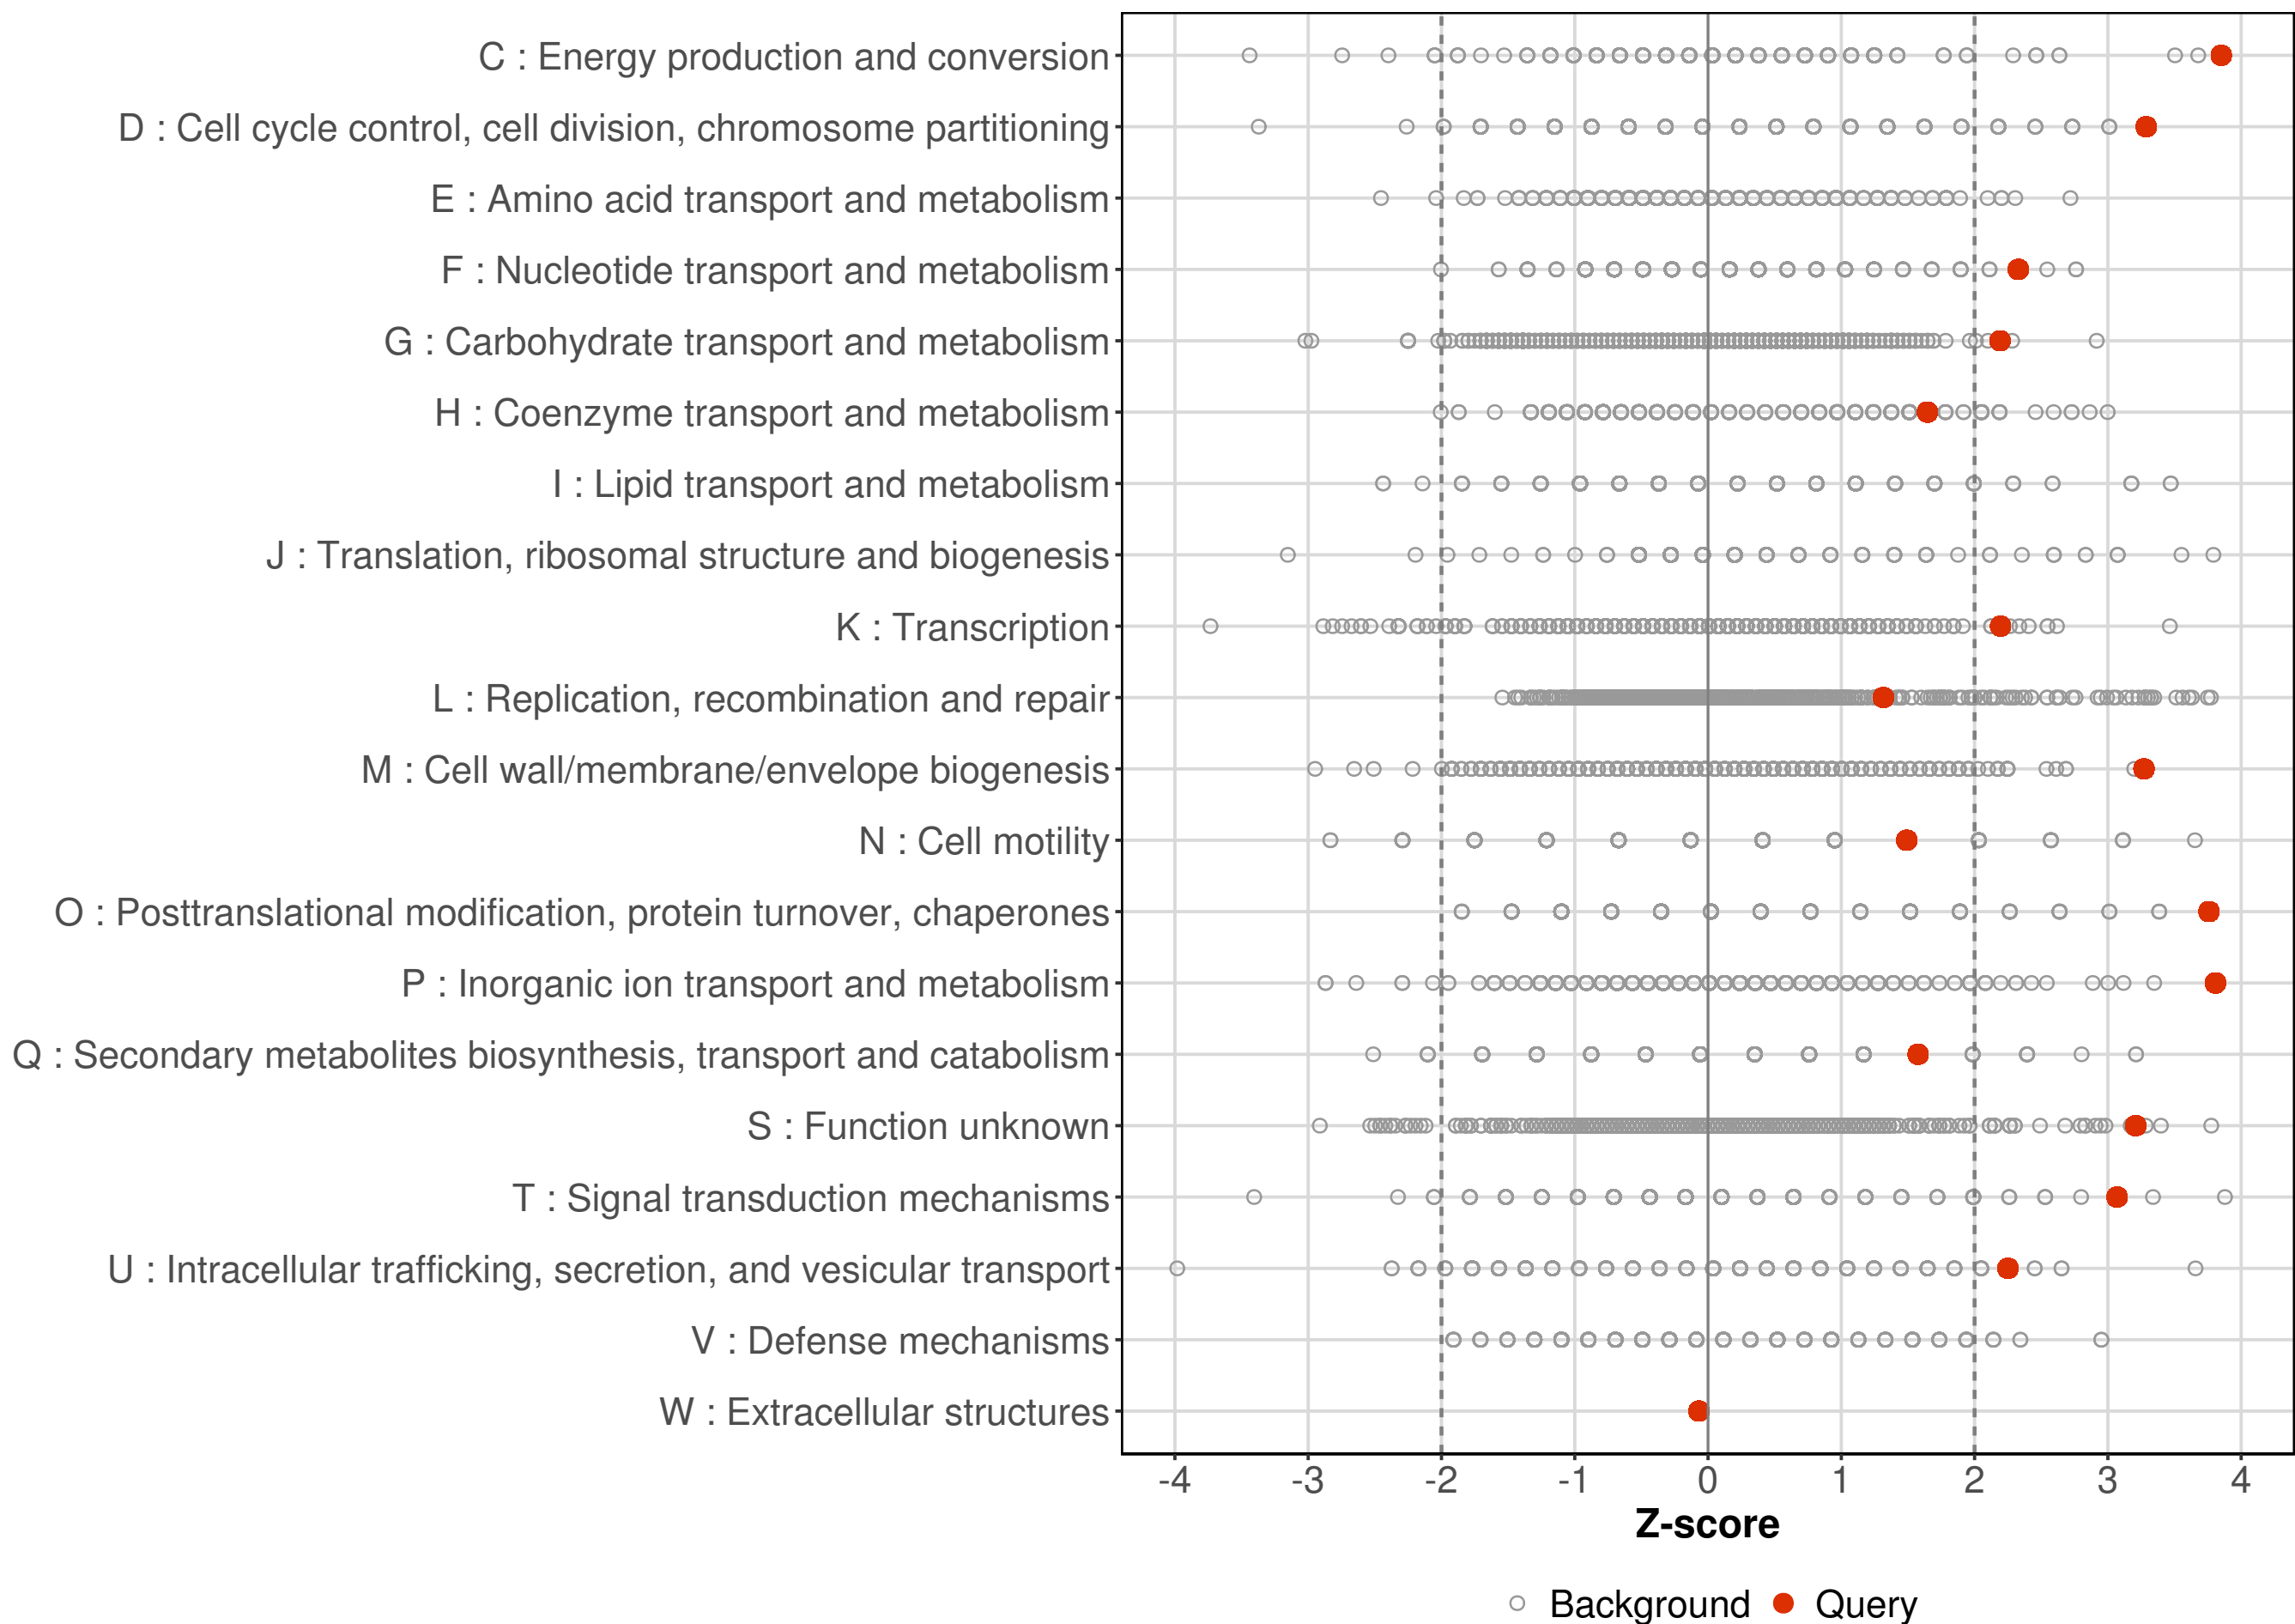 C : Energy production and conversion
D : Cell cycle control, cell division, chromosome partitioning
E : Amino acid transport and metabolism
F : Nucleotide transport and metabolism
G : Carbohydrate transport and metabolism
H : Coenzyme transport and metabolism
I : Lipid transport and metabolism
J : Translation, ribosomal structure and biogenesis
K : Transcription
L : Replication, recombination and repair
M : Cell wall/membrane/envelope biogenesis
N : Cell motility
O : Posttranslational modification, protein turnover, chaperones
P : Inorganic ion transport and metabolism
Q : Secondary metabolites biosynthesis, transport and catabolism
S : Function unknown
T : Signal transduction mechanisms
U : Intracellular trafficking, secretion, and vesicular transport
V : Defense mechanisms
W : Extracellular structures
-4 -3 -2 -1 0 1 2 3 4
Z-score
Background Query